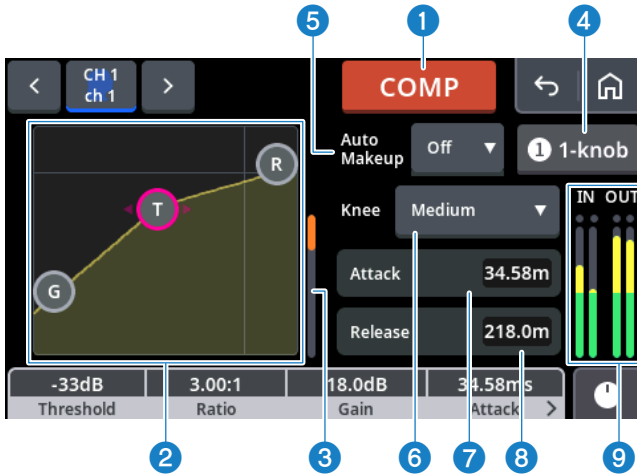 5
1
4
<
CH 1
ch 1
>
COMP
Auto
Makeup
Off
1 1-knob
R
T
G
Knee
Medium
IN OUT
Attack
34.58m
Release
218.0m
-33dB
3.00:1
18.0dB
34.58ms
Threshold
Ratio
Gain
Attack >
2
3
6
7
8
9